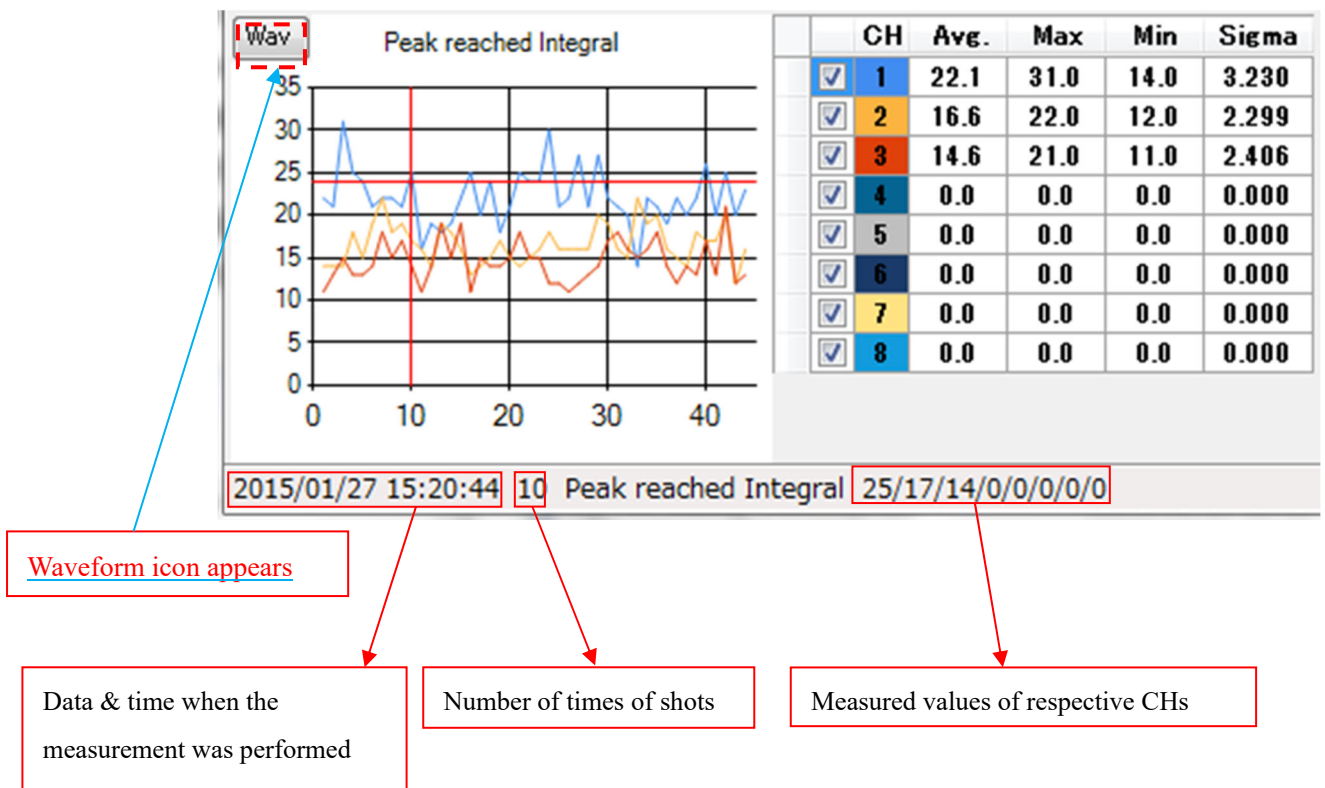 Wav
Peak reached Integral
35
30
25
20
15
10
5
0
0 10 20 30 40
CH Avg. Max Min Sigma
1 22.1 31.0 14.0 3.230
2 16.6 22.0 12.0 2.299
3 14.6 21.0 11.0 2.406
4 0.0 0.0 0.0 0.000
5 0.0 0.0 0.0 0.000
6 0.0 0.0 0.0 0.000
7 0.0 0.0 0.0 0.000
8 0.0 0.0 0.0 0.000
2015/01/27 15:20:44 10 Peak reached Integral 25/17/14/0/0/0/0/0
Waveform icon appears
Data & time when the
measurement was performed
Number of times of shots
Measured values of respective CHs